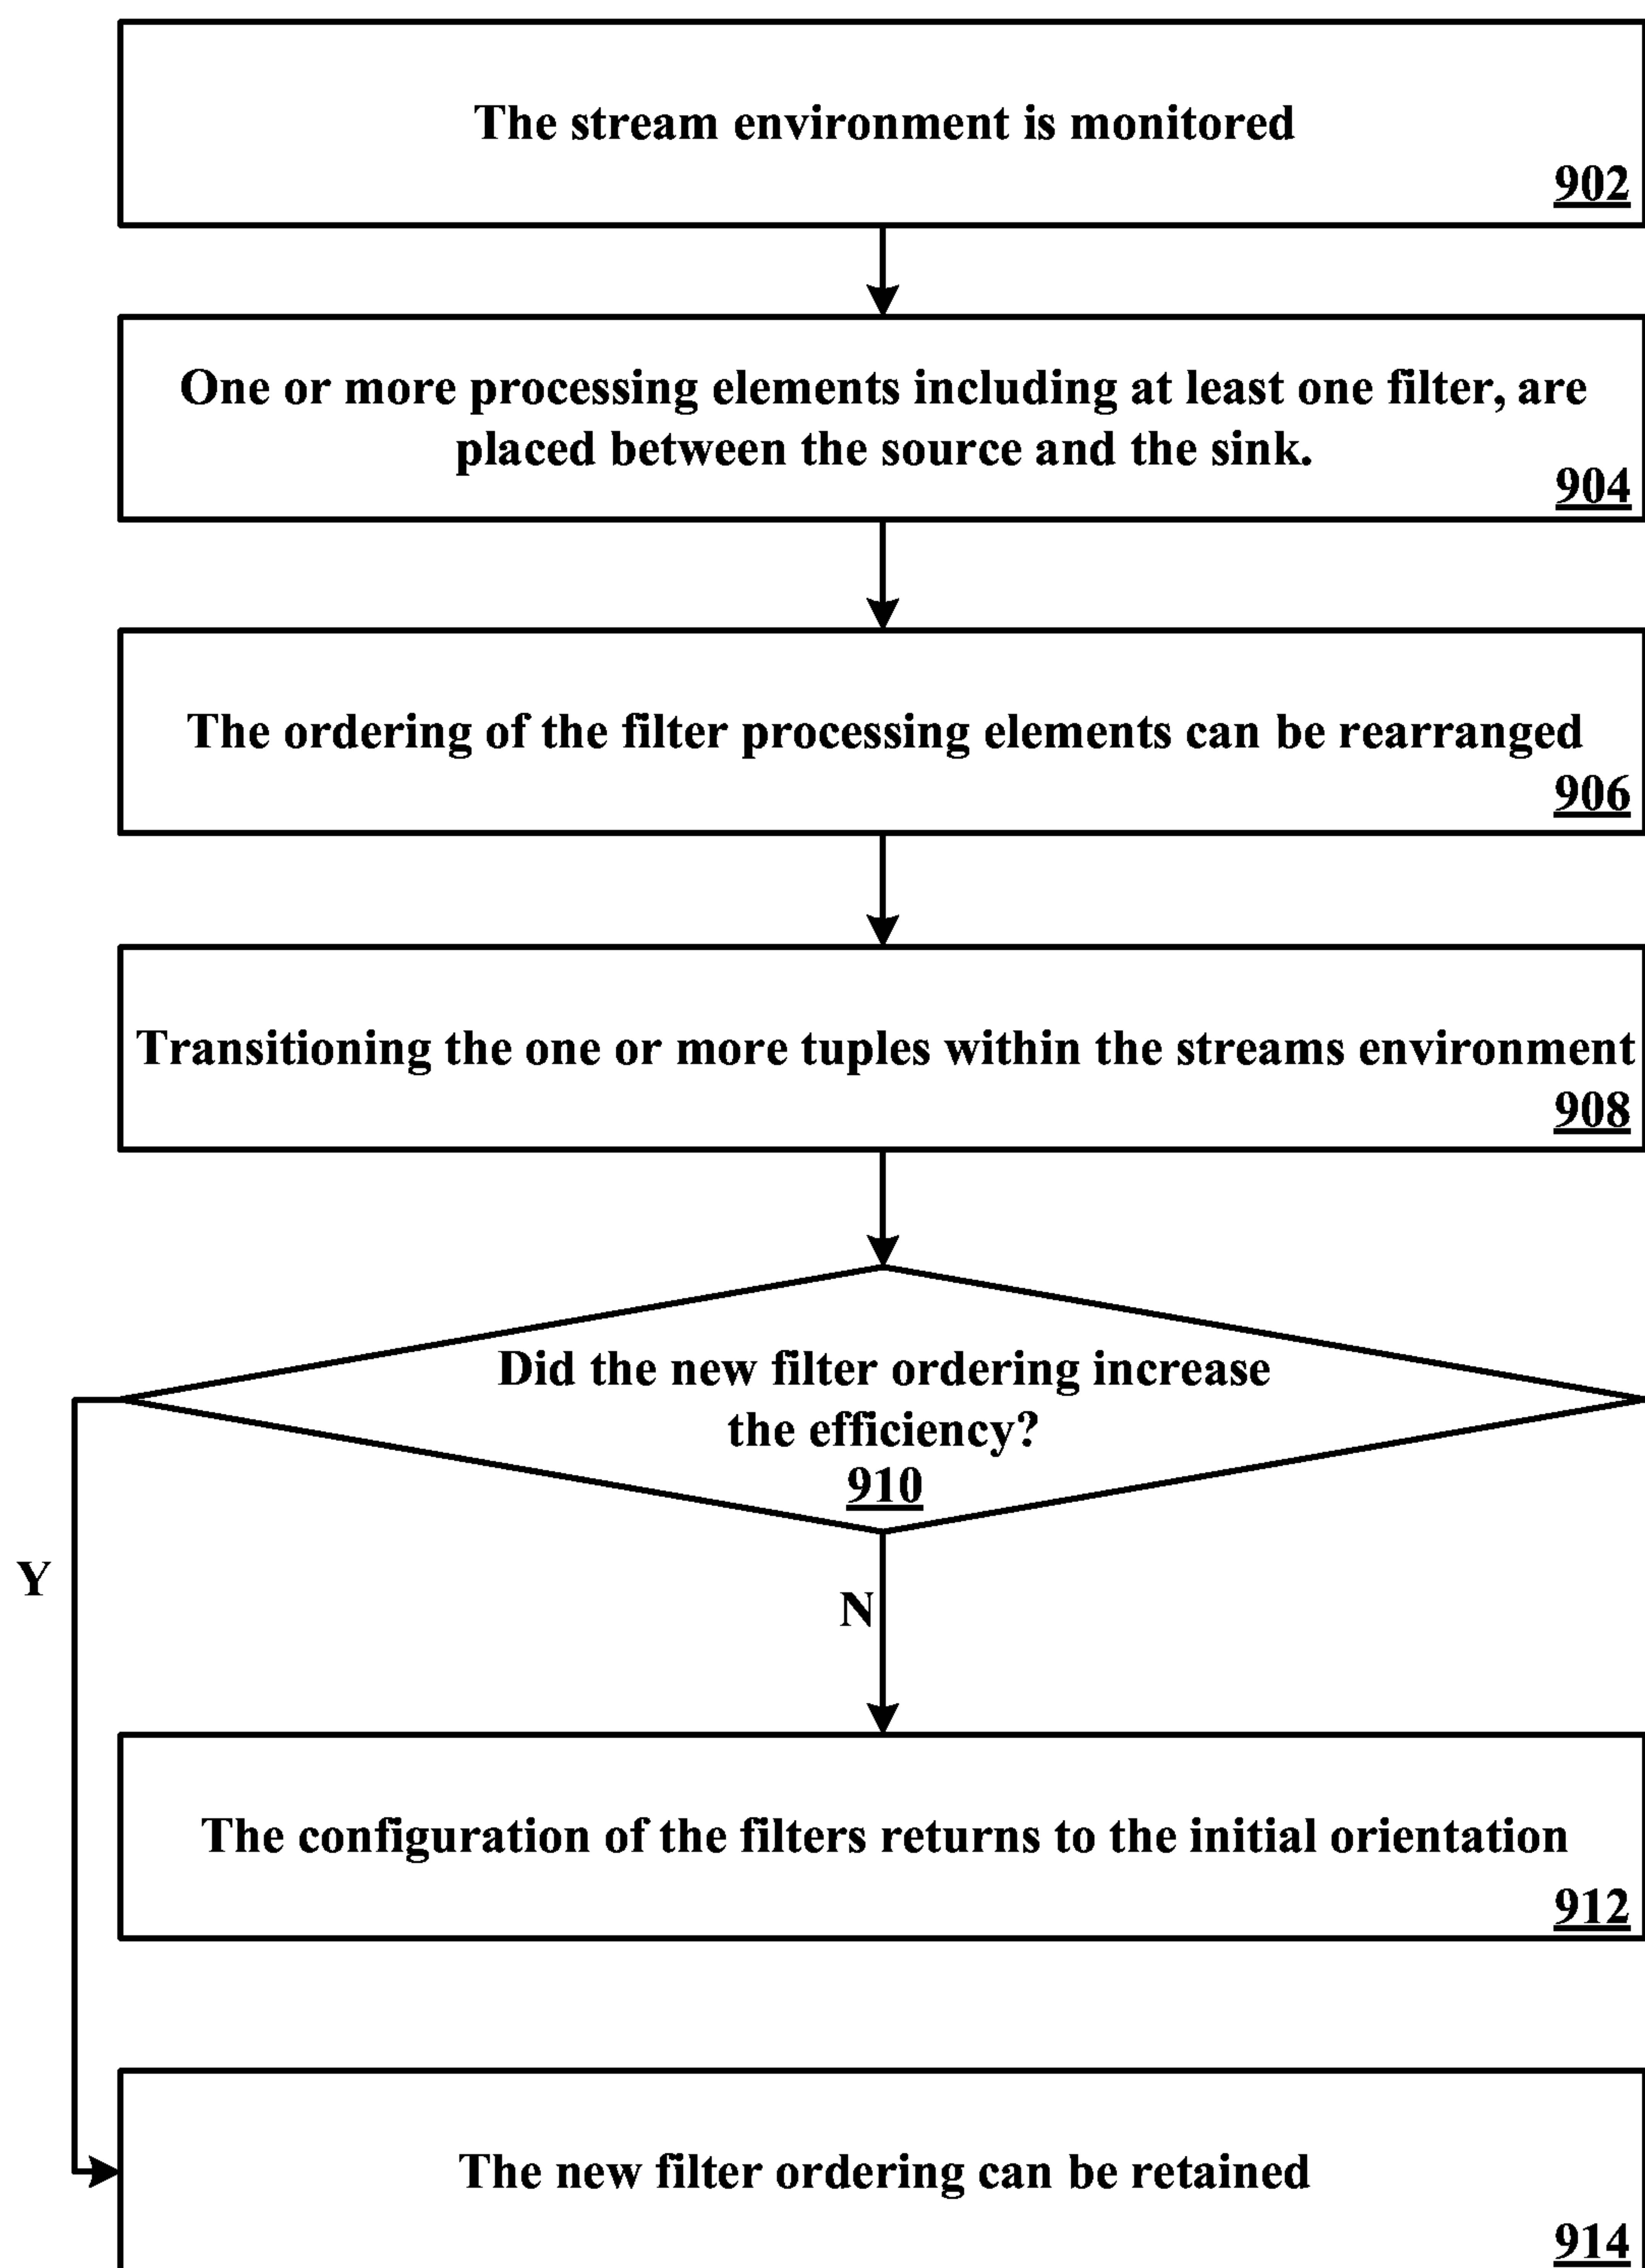 The stream environment is monitored
902
One or more processing elements including at least one filter, are
placed between the source and the sink.
904
The ordering of the filter processing elements can be rearranged
906
Transitioning the one or more tuples within the streams environment
908
Did the new filter ordering increase
the efficiency?
910
Y
N
The configuration of the filters returns to the initial orientation
912
The new filter ordering can be retained
914